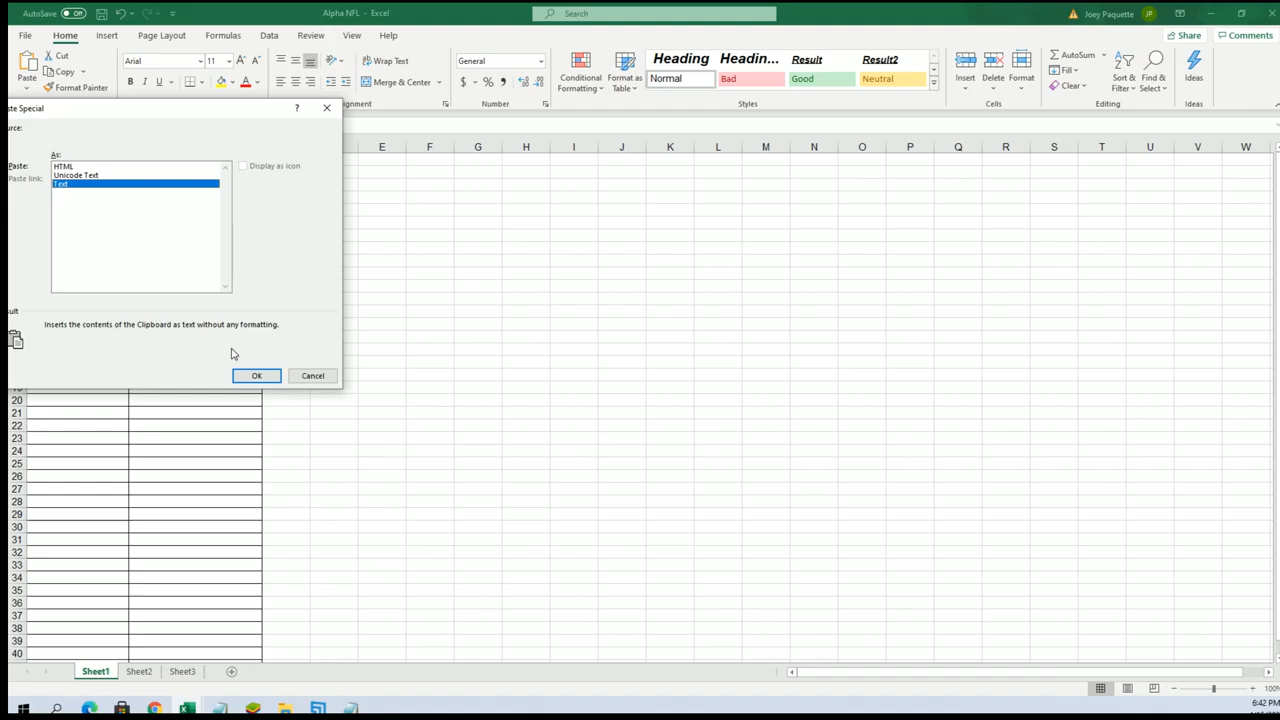 AutoSave Off
Alpha NFL - Excel
Search
Joey Paquette JP
File Home Insert Page Layout Formulas Data Review View Help Share Comments
Cut
Copy
Format Painter
Paste
Arial 11
B I U
Wrap Text
Merge & Center
General
Conditional Formatting
Format as Table
Heading Headin... Result Result2
Normal Bad Good Neutral
Insert Delete Format
AutoSum
Fill
Clear
Sort & Filter
Find & Select
Ideas
ignment Number Styles Cells Editing Ideas
ste Special
? ×
urce:
As:
Paste:
Paste link:
HTML
Unicode Text
Text
Display as icon
sult
Inserts the contents of the Clipboard as text without any formatting.
OK Cancel
E F G H I J K L M N O P Q R S T U V W
20
21
22
23
24
25
26
27
28
29
30
31
32
33
34
35
36
37
38
39
40
Sheet1 Sheet2 Sheet3
100%
6:42 PM